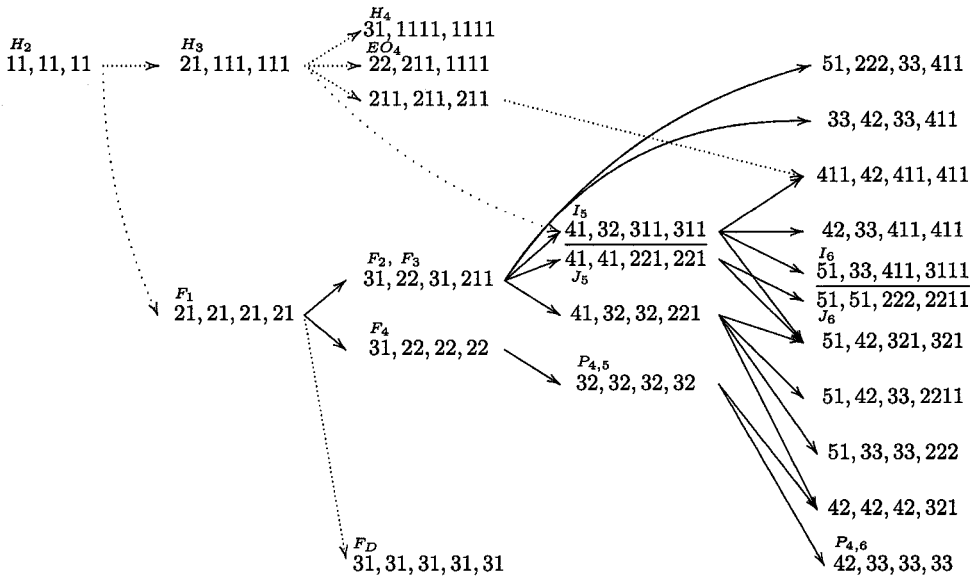 H₂
11, 11, 11
H₃
21, 111, 111
H₄
31, 1111, 1111
EO₄
22, 211, 1111
211, 211, 211
F₁
21, 21, 21, 21
F₂, F₃
31, 22, 31, 211
F₄
31, 22, 22, 22
F_D
31, 31, 31, 31, 31
I₅
41, 32, 311, 311
41, 41, 221, 221
J₅
41, 32, 32, 221
P₄,₅
32, 32, 32, 32
51, 222, 33, 411
33, 42, 33, 411
411, 42, 411, 411
42, 33, 411, 411
I₆
51, 33, 411, 3111
51, 51, 222, 2211
J₆
51, 42, 321, 321
51, 42, 33, 2211
51, 33, 33, 222
42, 42, 42, 321
P₄,₆
42, 33, 33, 33